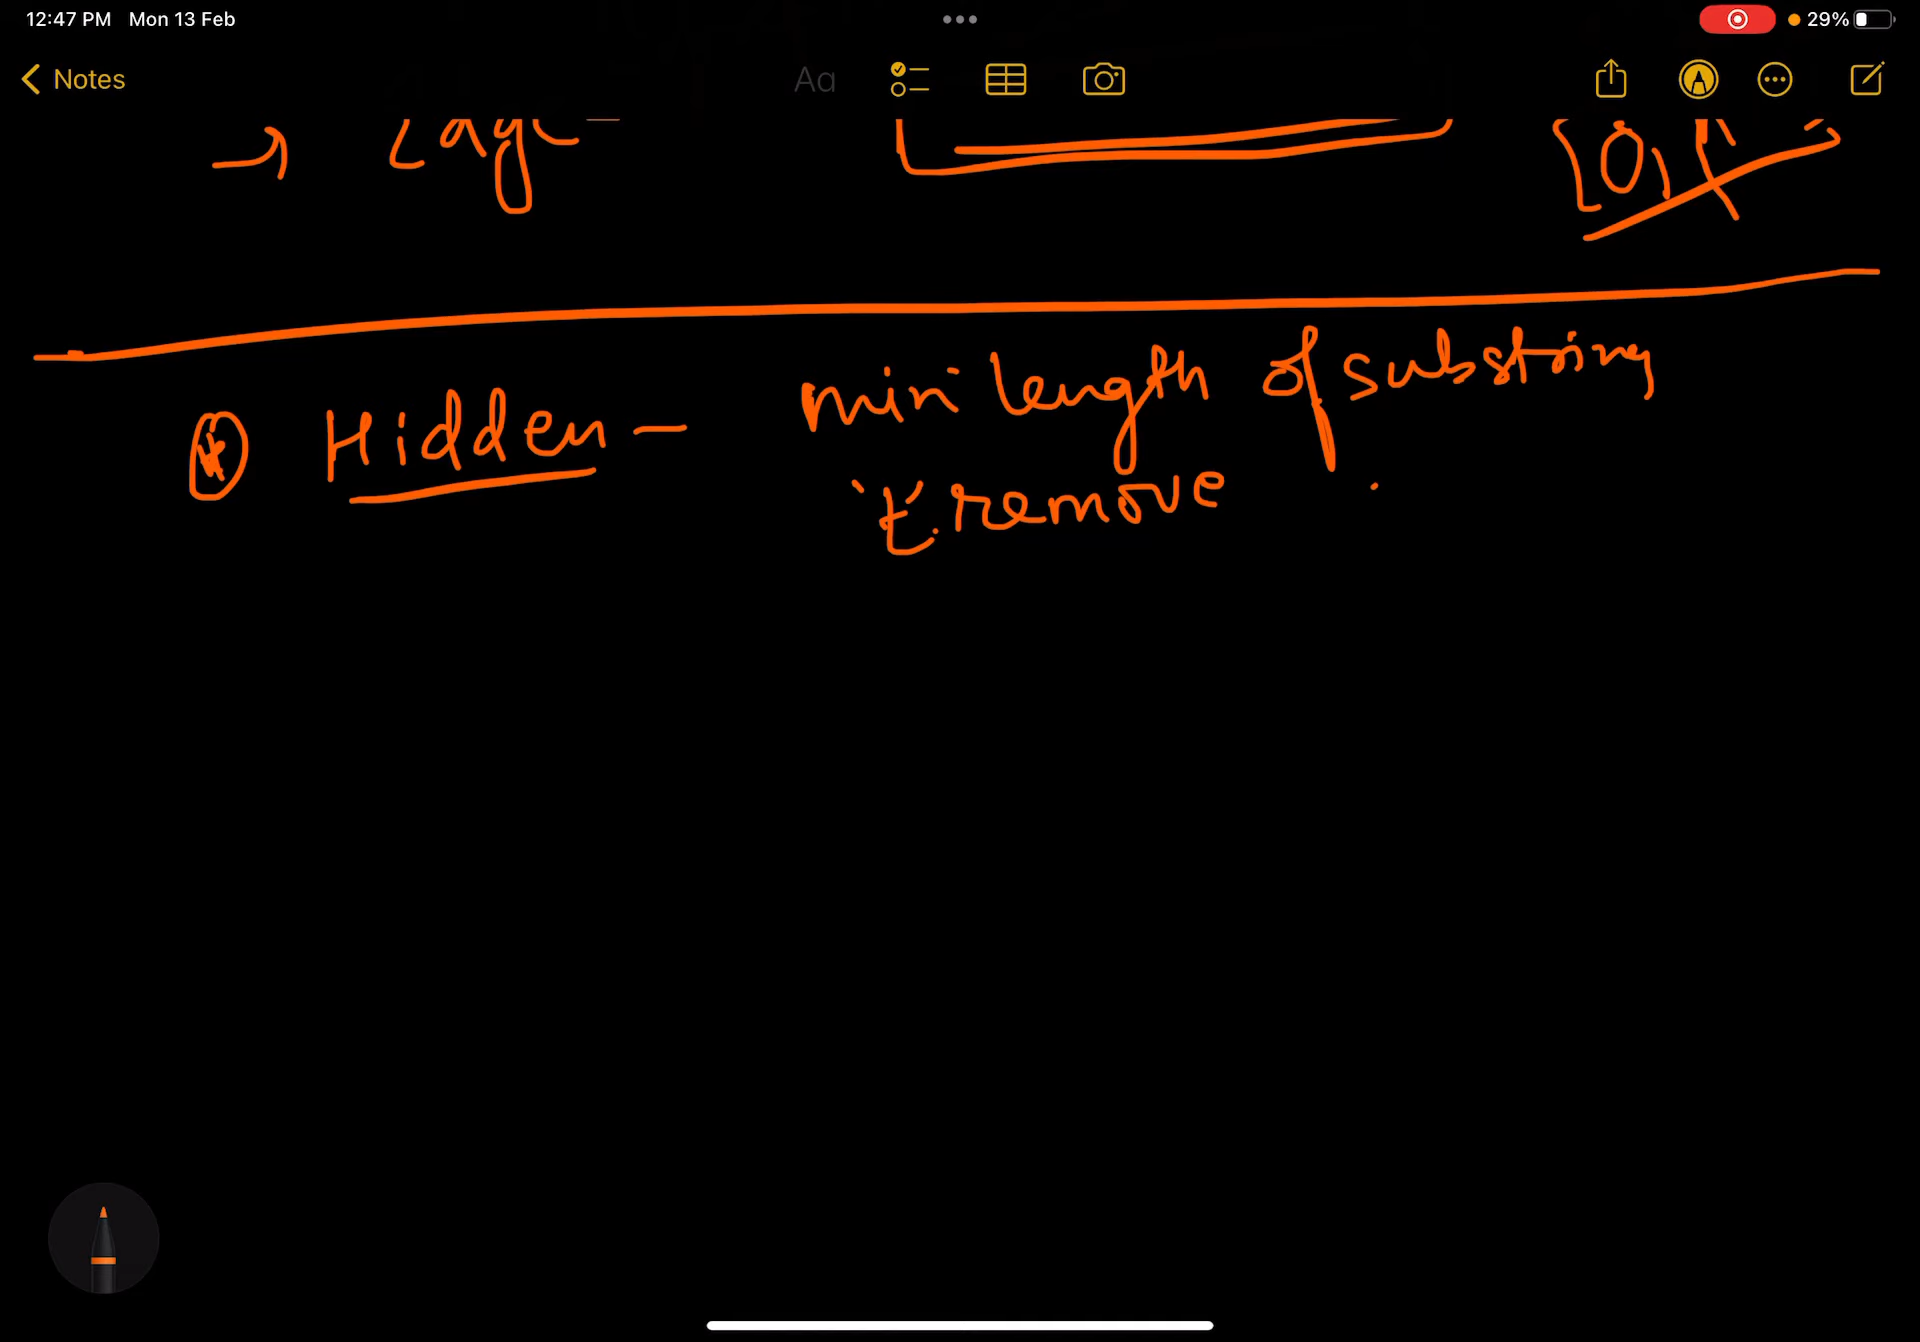 12:47 PM Mon 13 Feb
29%
Notes
Aa
Hidden - min length of substring
remove